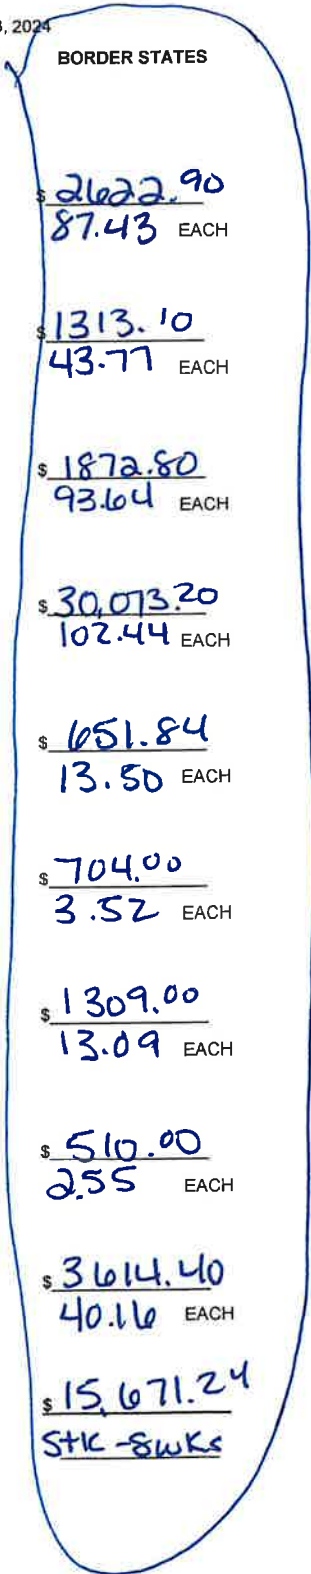 3, 2024
BORDER STATES
$ 2622.90
87.43 EACH
$ 1313.10
43.77 EACH
$ 1872.80
93.64 EACH
$ 30,073.20
102.44 EACH
$ 651.84
13.50 EACH
$ 704.00
3.52 EACH
$ 1309.00
13.09 EACH
$ 510.00
2.55 EACH
$ 3614.40
40.16 EACH
$ 15,671.24
Stk - 8wks